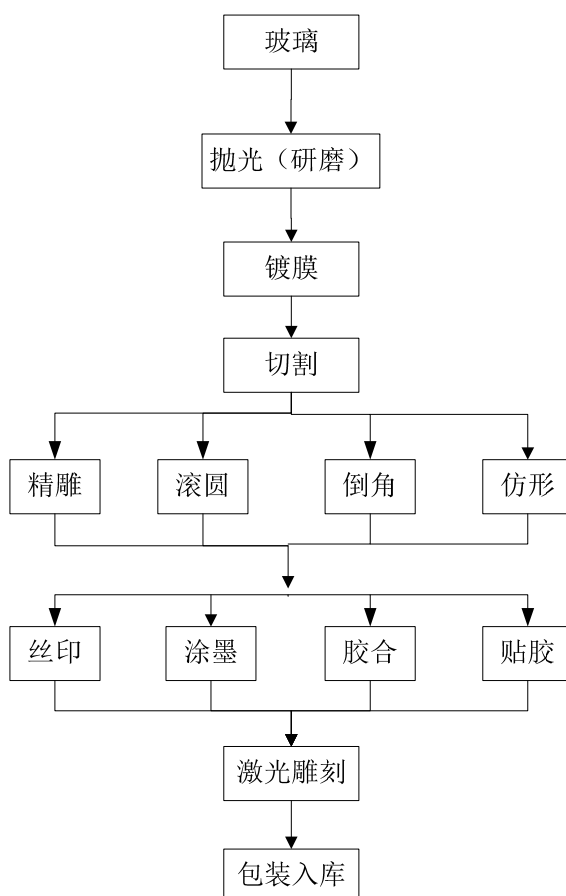 玻璃
抛光（研磨）
镀膜
切割
精雕
滚圆
倒角
仿形
丝印
涂墨
胶合
贴胶
激光雕刻
包装入库